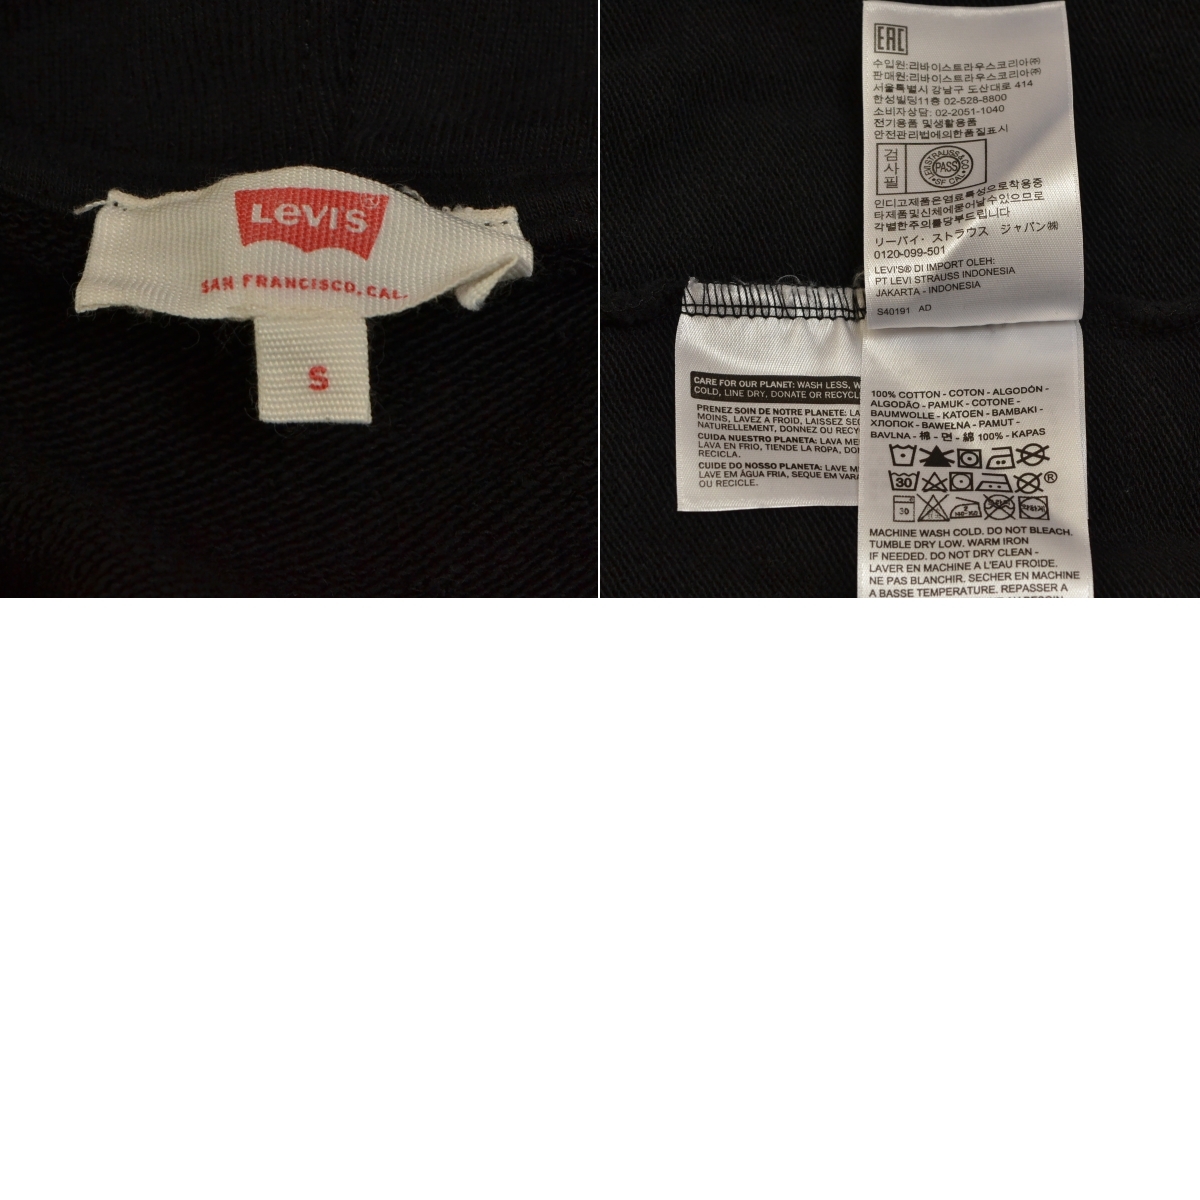 LEVI'S®
SAN FRANCISCO, CAL.
S
EAC
수입원:리바이스트라우스코리아㈜
판매원:리바이스트라우스코리아㈜
서울특별시 강남구 도산대로 414
한성빌딩11층 02-528-8800
소비자상담: 02-2051-1040
전기용품 및생활용품
안전관리법에의한품질표시
검사필
LEVI STRAUSS&CO
PASS
SF CAL
인디고제품은염료특성으로착용중
타제품및신체에묻어날수있으므로
각별한주의를당부드립니다
リーバイ・ストラウス ジャパン㈱
0120-099-501
LEVI'S® DI IMPORT OLEH:
PT LEVI STRAUSS INDONESIA
JAKARTA - INDONESIA
S40191 AD
CARE FOR OUR PLANET: WASH LESS, W
COLD, LINE DRY, DONATE OR RECYCL
PRENEZ SOIN DE NOTRE PLANETE: LA
MOINS, LAVEZ A FROID, LAISSEZ SEC
NATURELLEMENT, DONNEZ OU RECY
CUIDA NUESTRO PLANETA: LAVA ME
LAVA EN FRIO, TIENDE LA ROPA, DO
RECICLA.
CUIDE DO NOSSO PLANETA: LAVE M
LAVE EM ÁGUA FRIA, SEQUE EM VARA
OU RECICLE.
100% COTTON - COTON - ALGODÓN -
ALGODÃO - PAMUK - COTONE -
BAUMWOLLE - KATOEN - BAMBAKI -
ХЛОПОК - BAWEŁNA - PAMUT -
BAVLNA - 棉 - 면 - 綿 100% - KAPAS
30 ®
30
MACHINE WASH COLD. DO NOT BLEACH.
TUMBLE DRY LOW. WARM IRON
IF NEEDED. DO NOT DRY CLEAN -
LAVER EN MACHINE A L'EAU FROIDE.
NE PAS BLANCHIR. SECHER EN MACHINE
A BASSE TEMPERATURE. REPASSER A